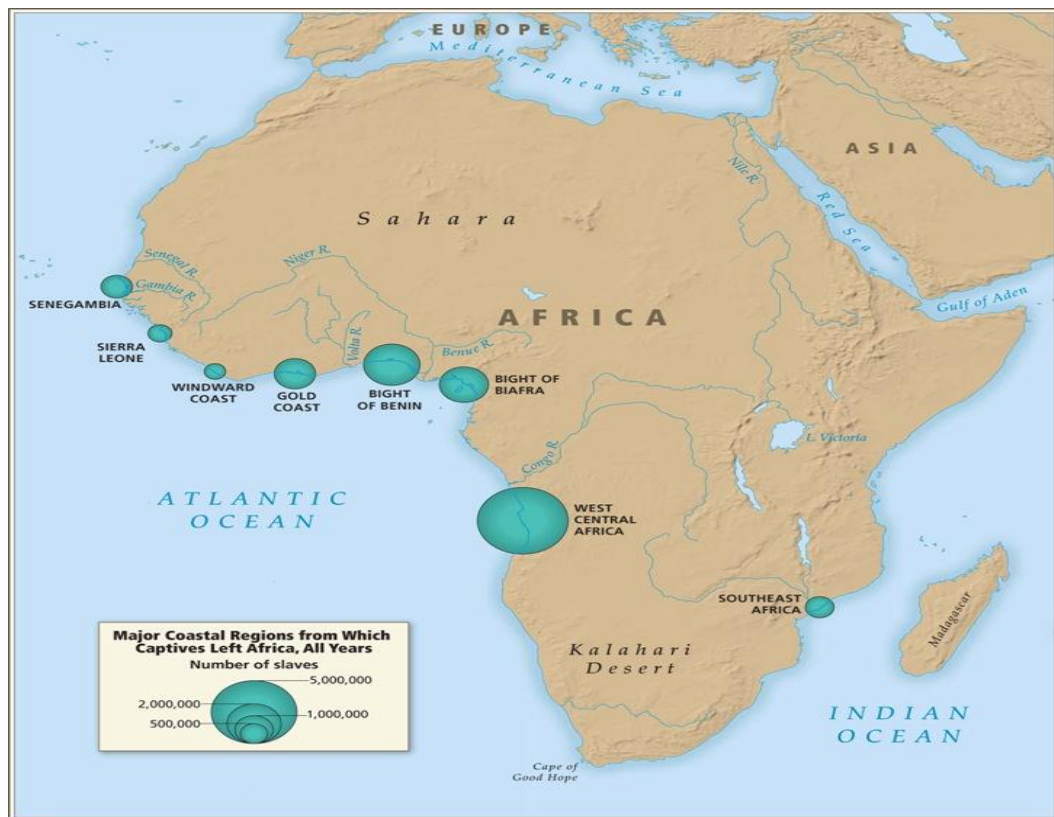 EUROPE
Mediterranean Sea
ASIA
Nile R.
Red Sea
Sahara
Senegal R.
Niger R.
Gambia R.
SENEGAMBIA
Gulf of Aden
AFRICA
Volta R.
Benue R.
SIERRA
LEONE
WINDWARD
COAST
GOLD
COAST
BIGHT
OF BENIN
BIGHT OF
BIAFRA
L. Victoria
Congo R.
ATLANTIC
OCEAN
WEST
CENTRAL
AFRICA
SOUTHEAST
AFRICA
Madagascar
Kalahari
Desert
INDIAN
OCEAN
Cape of
Good Hope
Major Coastal Regions from Which
Captives Left Africa, All Years
Number of slaves
5,000,000
2,000,000
1,000,000
500,000